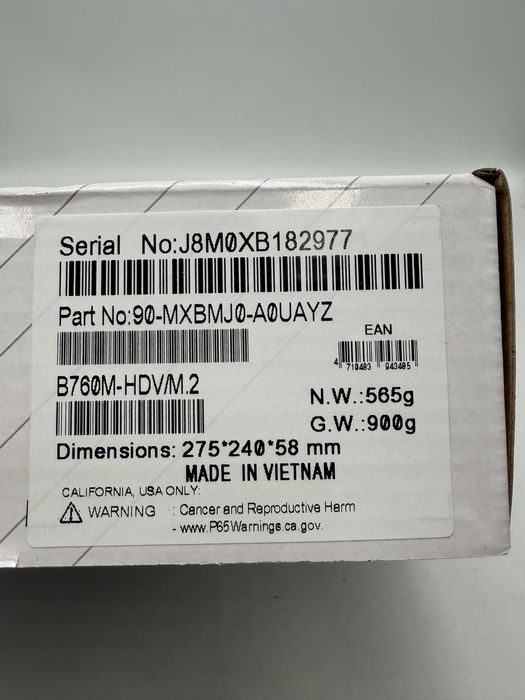 Serial No:J8M0XB182977
Part No:90-MXBMJ0-A0UAYZ
EAN
4 710483 943485
B760M-HDV/M.2
N.W.:565g
G.W.:900g
Dimensions: 275*240*58 mm
MADE IN VIETNAM
CALIFORNIA, USA ONLY:
WARNING : Cancer and Reproductive Harm
- www.P65Warnings.ca.gov.